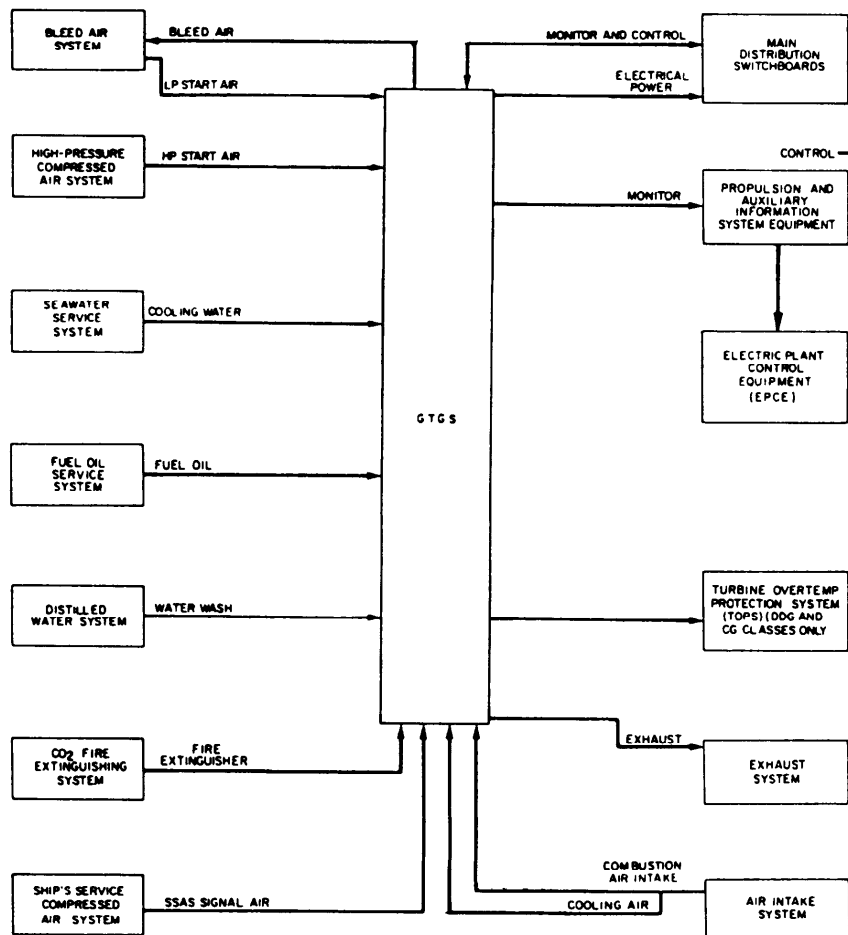 BLEED AIR
SYSTEM
BLEED AIR
LP START AIR
MONITOR AND CONTROL
ELECTRICAL
POWER
MAIN
DISTRIBUTION
SWITCHBOARDS
HIGH-PRESSURE
COMPRESSED
AIR SYSTEM
HP START AIR
CONTROL
MONITOR
PROPULSION AND
AUXILIARY
INFORMATION
SYSTEM EQUIPMENT
SEAWATER
SERVICE
SYSTEM
COOLING WATER
ELECTRIC PLANT
CONTROL
EQUIPMENT
(EPCE)
GTGS
FUEL OIL
SERVICE
SYSTEM
FUEL OIL
DISTILLED
WATER SYSTEM
WATER WASH
TURBINE OVERTEMP
PROTECTION SYSTEM
(TOPS) (DDG AND
CG CLASSES ONLY
CO2 FIRE
EXTINGUISHING
SYSTEM
FIRE
EXTINGUISHER
EXHAUST
EXHAUST
SYSTEM
SHIP'S SERVICE
COMPRESSED
AIR SYSTEM
SSAS SIGNAL AIR
COMBUSTION
AIR INTAKE
COOLING AIR
AIR INTAKE
SYSTEM